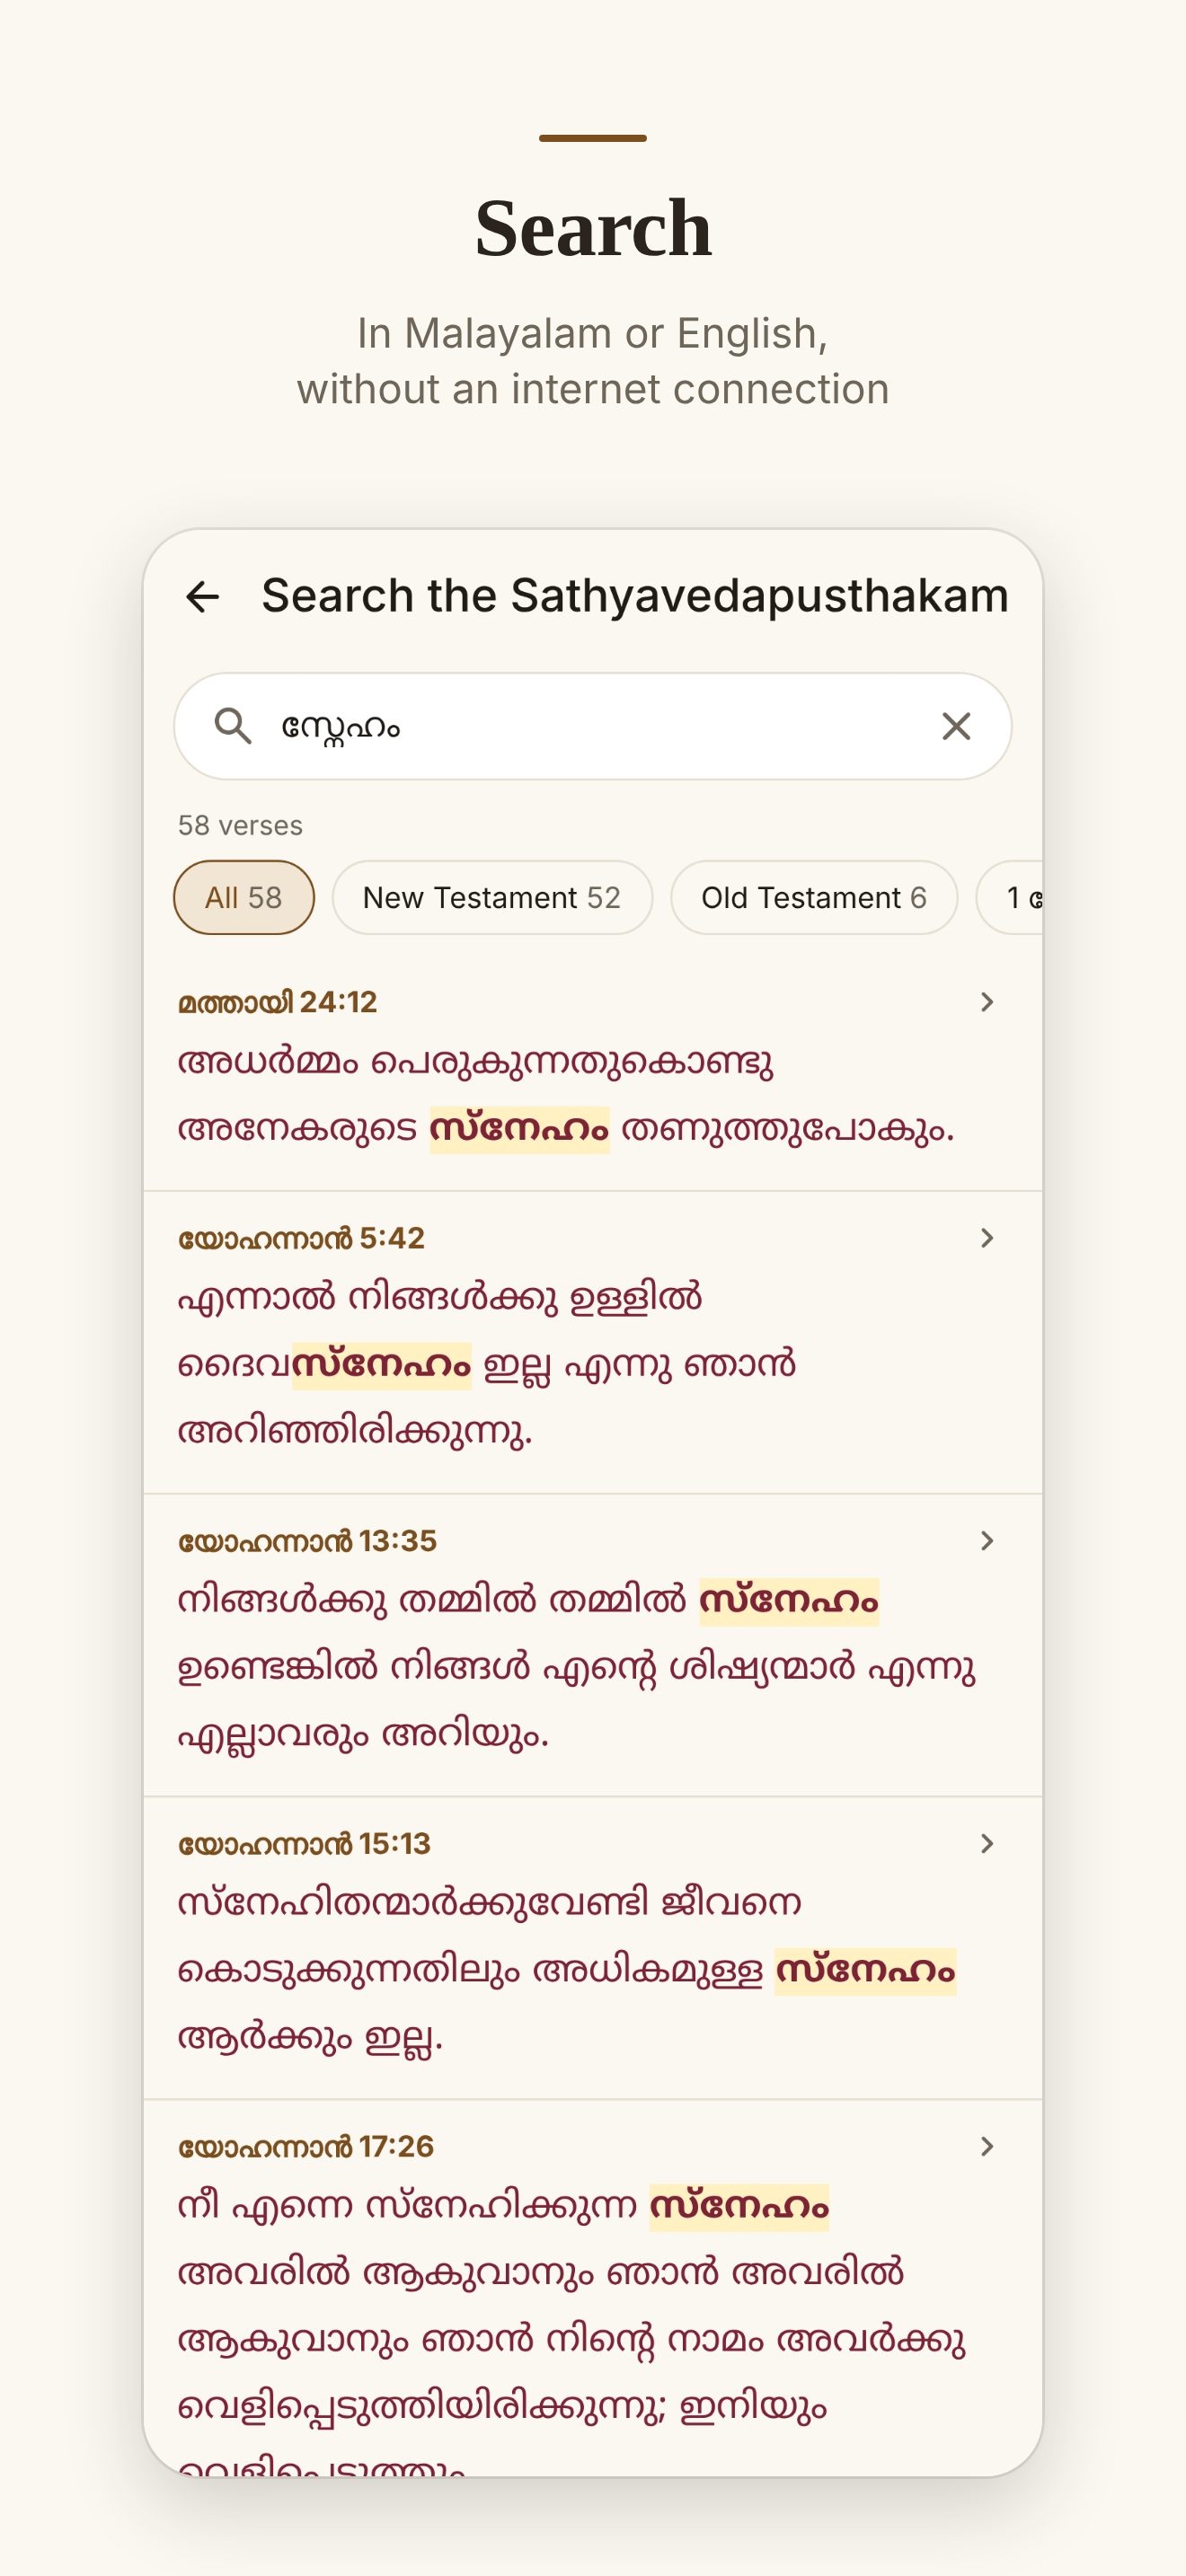 Search
In Malayalam or English,
without an internet connection
Search the Sathyavedapusthakam
സ്നേഹം
58 verses
All 58 New Testament 52 Old Testament 6 1
മത്തായി 24:12
അധർമ്മം പെരുകുന്നതുകൊണ്ടു
അനേകരുടെ സ്നേഹം തണുത്തുപോകും.
യോഹന്നാൻ 5:42
എന്നാൽ നിങ്ങൾക്കു ഉള്ളിൽ
ദൈവസ്നേഹം ഇല്ല എന്നു ഞാൻ
അറിഞ്ഞിരിക്കുന്നു.
യോഹന്നാൻ 13:35
നിങ്ങൾക്കു തമ്മിൽ തമ്മിൽ സ്നേഹം
ഉണ്ടെങ്കിൽ നിങ്ങൾ എന്റെ ശിഷ്യന്മാർ എന്നു
എല്ലാവരും അറിയും.
യോഹന്നാൻ 15:13
സ്നേഹിതന്മാർക്കുവേണ്ടി ജീവനെ
കൊടുക്കുന്നതിലും അധികമുള്ള സ്നേഹം
ആർക്കും ഇല്ല.
യോഹന്നാൻ 17:26
നീ എന്നെ സ്നേഹിക്കുന്ന സ്നേഹം
അവരിൽ ആകുവാനും ഞാൻ അവരിൽ
ആകുവാനും ഞാൻ നിന്റെ നാമം അവർക്കു
വെളിപ്പെടുത്തിയിരിക്കുന്നു; ഇനിയും